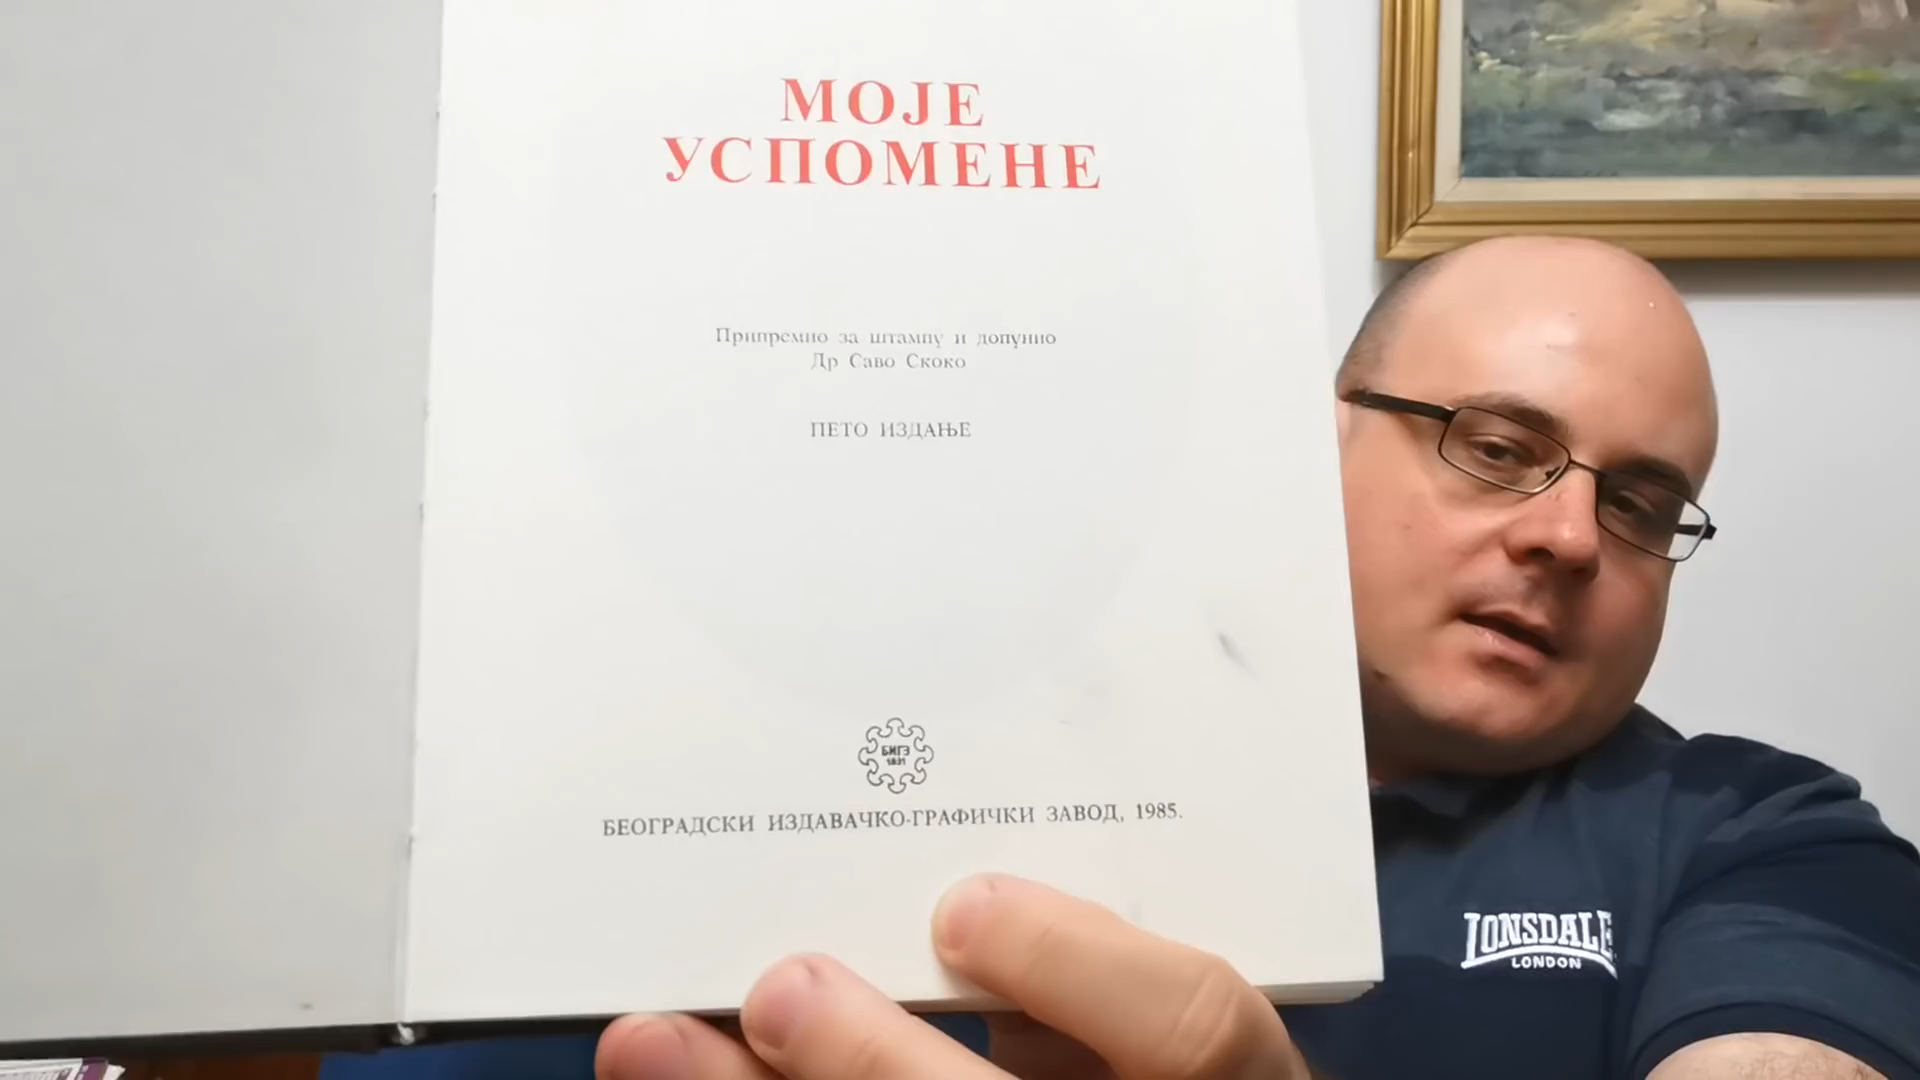 МОЈЕ
УСПОМЕНЕ
Припремио за штампу и допунио
Др Саво Скоко
ПЕТО ИЗДАЊЕ
БИГЗ
1831
БЕОГРАДСКИ ИЗДАВАЧКО-ГРАФИЧКИ ЗАВОД, 1985.
LONSDALE
LONDON